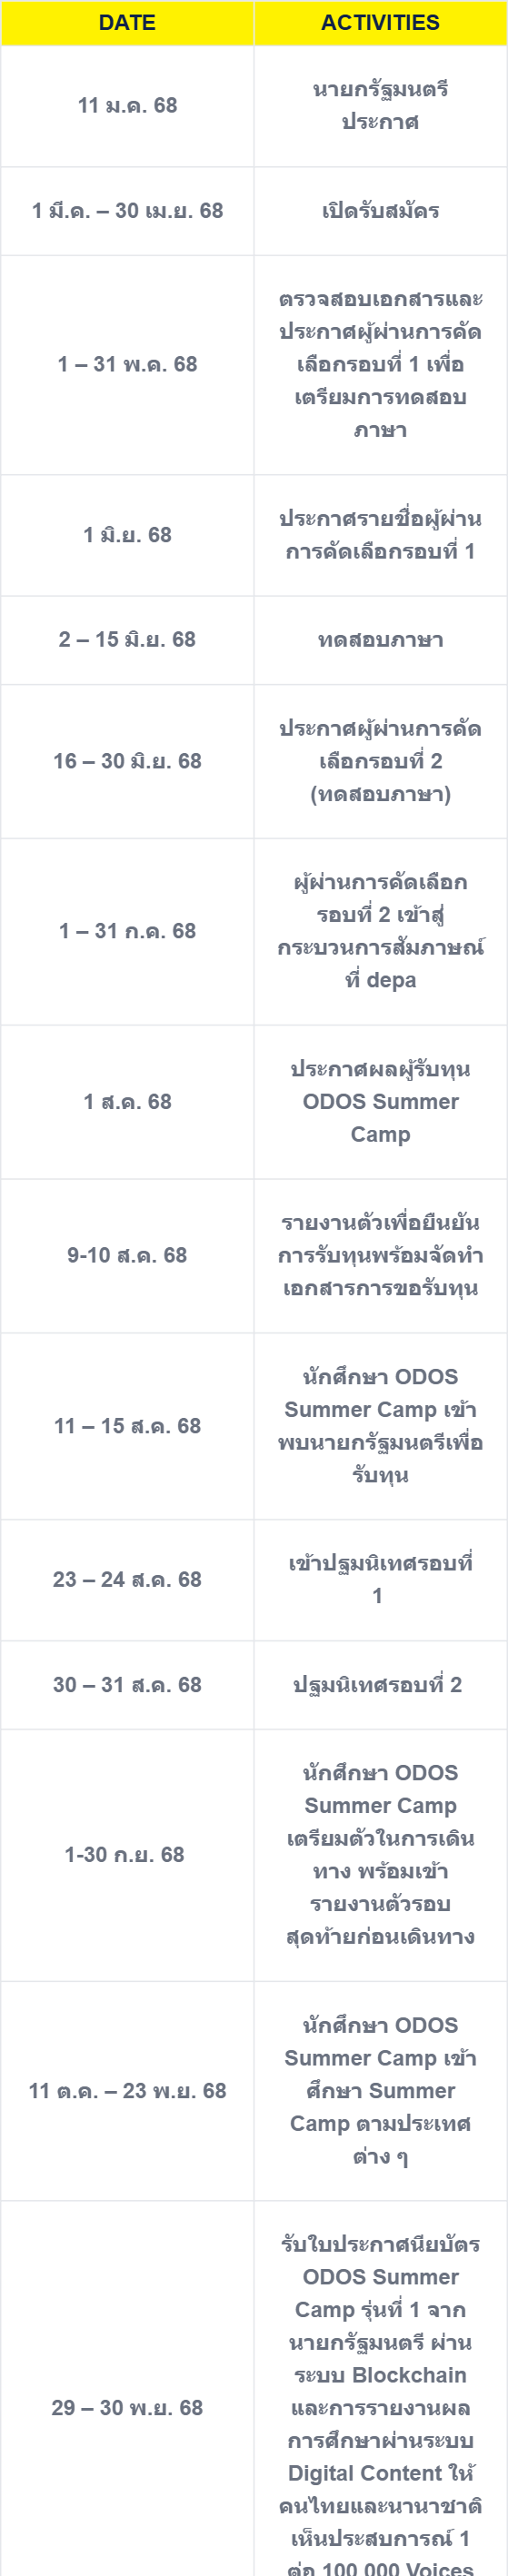 DATE
ACTIVITIES
11 ม.ค. 68
นายกรัฐมนตรี
ประกาศ
1 มี.ค. – 30 เม.ย. 68
เปิดรับสมัคร
1 – 31 พ.ค. 68
ตรวจสอบเอกสารและ
ประกาศผู้ผ่านการคัด
เลือกรอบที่ 1 เพื่อ
เตรียมการทดสอบ
ภาษา
1 มิ.ย. 68
ประกาศรายชื่อผู้ผ่าน
การคัดเลือกรอบที่ 1
2 – 15 มิ.ย. 68
ทดสอบภาษา
16 – 30 มิ.ย. 68
ประกาศผู้ผ่านการคัด
เลือกรอบที่ 2
(ทดสอบภาษา)
1 – 31 ก.ค. 68
ผู้ผ่านการคัดเลือก
รอบที่ 2 เข้าสู่
กระบวนการสัมภาษณ์
ที่ depa
1 ส.ค. 68
ประกาศผลผู้รับทุน
ODOS Summer
Camp
9-10 ส.ค. 68
รายงานตัวเพื่อยืนยัน
การรับทุนพร้อมจัดทำ
เอกสารการขอรับทุน
11 – 15 ส.ค. 68
นักศึกษา ODOS
Summer Camp เข้า
พบนายกรัฐมนตรีเพื่อ
รับทุน
23 – 24 ส.ค. 68
เข้าปฐมนิเทศรอบที่
1
30 – 31 ส.ค. 68
ปฐมนิเทศรอบที่ 2
1-30 ก.ย. 68
นักศึกษา ODOS
Summer Camp
เตรียมตัวในการเดิน
ทาง พร้อมเข้า
รายงานตัวรอบ
สุดท้ายก่อนเดินทาง
11 ต.ค. – 23 พ.ย. 68
นักศึกษา ODOS
Summer Camp เข้า
ศึกษา Summer
Camp ตามประเทศ
ต่าง ๆ
29 – 30 พ.ย. 68
รับใบประกาศนียบัตร
ODOS Summer
Camp รุ่นที่ 1 จาก
นายกรัฐมนตรี ผ่าน
ระบบ Blockchain
และการรายงานผล
การศึกษาผ่านระบบ
Digital Content ให้
คนไทยและนานาชาติ
เห็นประสบการณ์ 1
ต่อ 100,000 Voices